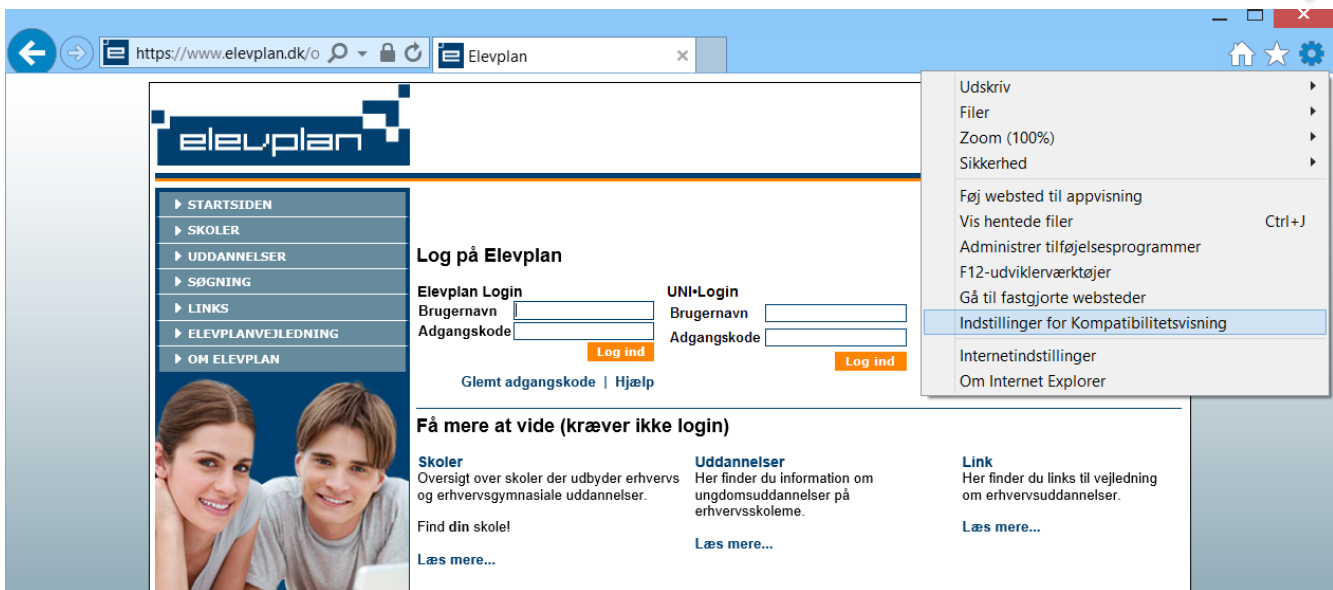 https://www.elevplan.dk/o
Elevplan
elevplan
STARTSIDEN
SKOLER
UDDANNELSER
SØGNING
LINKS
ELEVPLANVEJLEDNING
OM ELEVPLAN
Log på Elevplan
Elevplan Login
Brugernavn
Adgangskode
Log ind
Glemt adgangskode | Hjælp
UNI•Login
Brugernavn
Adgangskode
Log ind
Få mere at vide (kræver ikke login)
Skoler
Oversigt over skoler der udbyder erhvervs
og erhvervsgymnasiale uddannelser.
Find din skole!
Læs mere...
Uddannelser
Her finder du information om
ungdomsuddannelser på
erhvervsskolerne.
Læs mere...
Link
Her finder du links til vejledning
om erhvervsuddannelser.
Læs mere...
Udskriv
Filer
Zoom (100%)
Sikkerhed
Føj websted til appvisning
Vis hentede filer Ctrl+J
Administrer tilføjelsesprogrammer
F12-udviklerværktøjer
Gå til fastgjorte websteder
Indstillinger for Kompatibilitetsvisning
Internetindstillinger
Om Internet Explorer